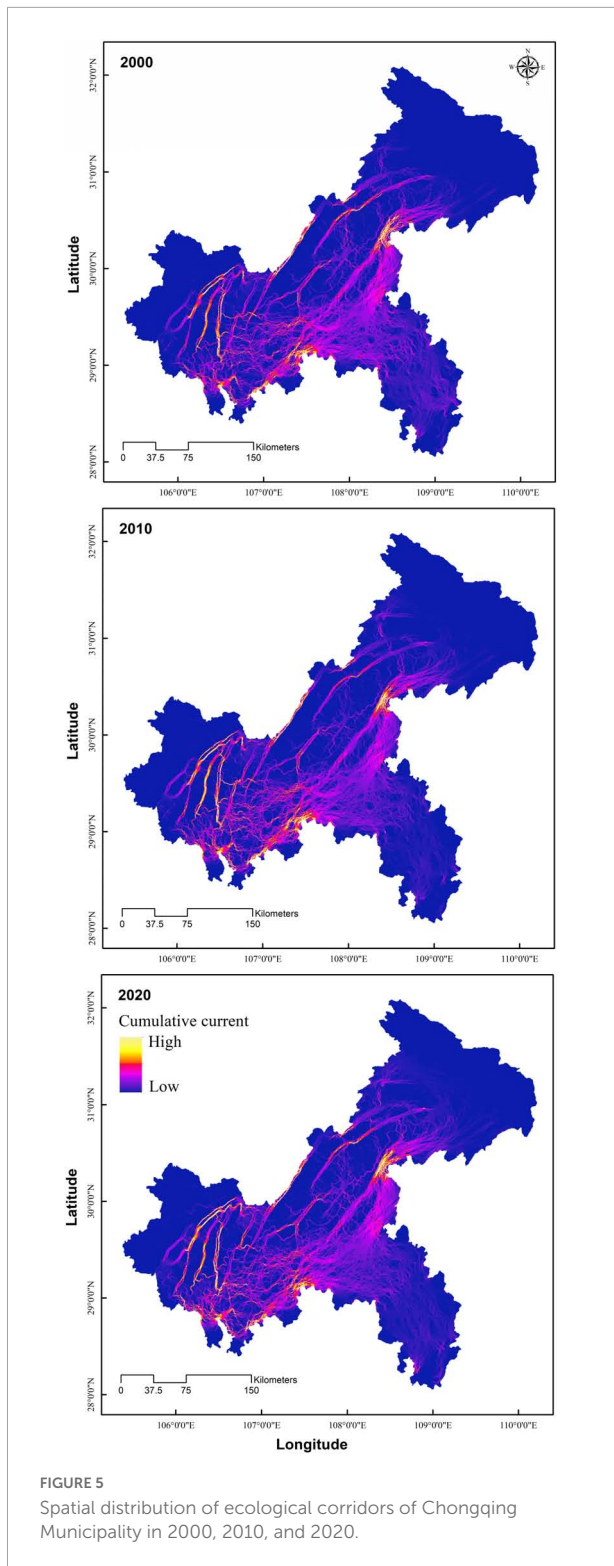 2000
N
W
E
S
32°0'0"N
31°0'0"N
30°0'0"N
29°0'0"N
28°0'0"N
Latitude
Kilometers
0 37.5 75 150
106°0'0"E 107°0'0"E 108°0'0"E 109°0'0"E 110°0'0"E
2010
32°0'0"N
31°0'0"N
30°0'0"N
29°0'0"N
28°0'0"N
Latitude
Kilometers
0 37.5 75 150
106°0'0"E 107°0'0"E 108°0'0"E 109°0'0"E 110°0'0"E
2020
Cumulative current
High
Low
32°0'0"N
31°0'0"N
30°0'0"N
29°0'0"N
28°0'0"N
Latitude
Kilometers
0 37.5 75 150
106°0'0"E 107°0'0"E 108°0'0"E 109°0'0"E 110°0'0"E
Longitude
FIGURE 5
Spatial distribution of ecological corridors of Chongqing
Municipality in 2000, 2010, and 2020.